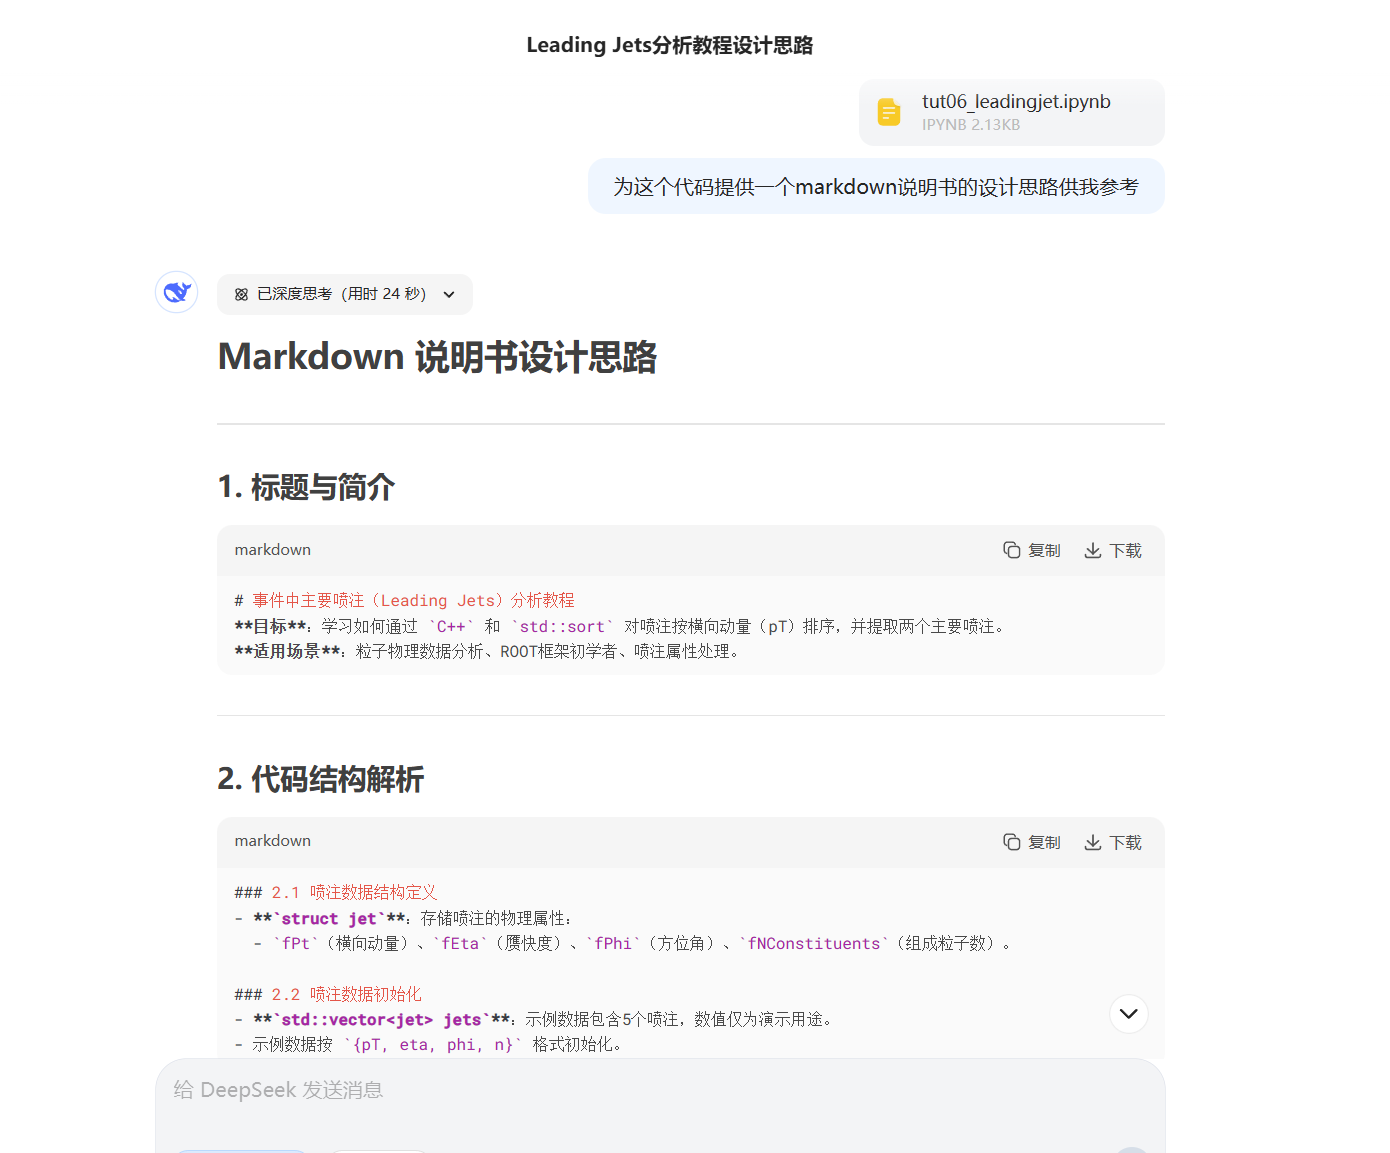 Leading Jets分析教程设计思路
tut06_leadingjet.ipynb
IPYNB 2.13KB
为这个代码提供一个markdown说明书的设计思路供我参考
已深度思考（用时 24 秒）
Markdown 说明书设计思路
1. 标题与简介
markdown 复制 下载
# 事件中主要喷注（Leading Jets）分析教程
**目标**：学习如何通过 `C++` 和 `std::sort` 对喷注按横向动量（pT）排序，并提取两个主要喷注。
**适用场景**：粒子物理数据分析、ROOT框架初学者、喷注属性处理。
2. 代码结构解析
markdown 复制 下载
### 2.1 喷注数据结构定义
- **`struct jet`**：存储喷注的物理属性：
- `fPt`（横向动量）、`fEta`（赝快度）、`fPhi`（方位角）、`fNConstituents`（组成粒子数）。
### 2.2 喷注数据初始化
- **`std::vector<jet> jets`**：示例数据包含5个喷注，数值仅为演示用途。
- 示例数据按 `{pT, eta, phi, n}` 格式初始化。
给 DeepSeek 发送消息